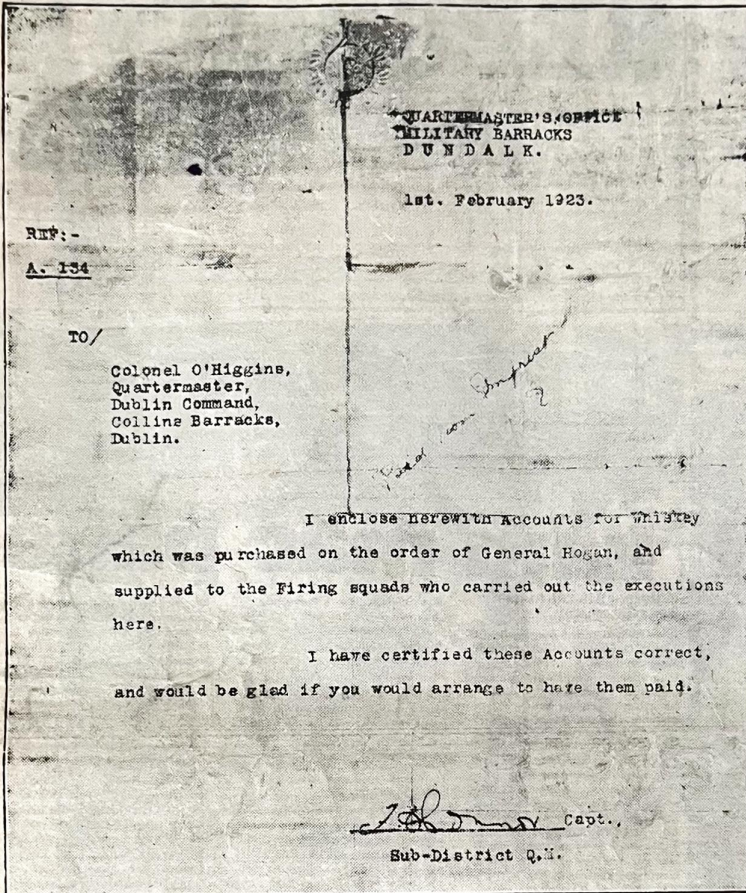 QUARTERMASTER'S OFFICE
MILITARY BARRACKS
DUNDALK.
1st. February 1923.
REF:-
A. 134
TO/
Colonel O'Higgins,
Quartermaster,
Dublin Command,
Collins Barracks,
Dublin.
from Imprest
I enclose herewith Accounts for Whiskey
which was purchased on the order of General Hogan, and
supplied to the Firing squads who carried out the executions
here.
I have certified these Accounts correct,
and would be glad if you would arrange to have them paid.
Capt.,
Sub-District Q.M.